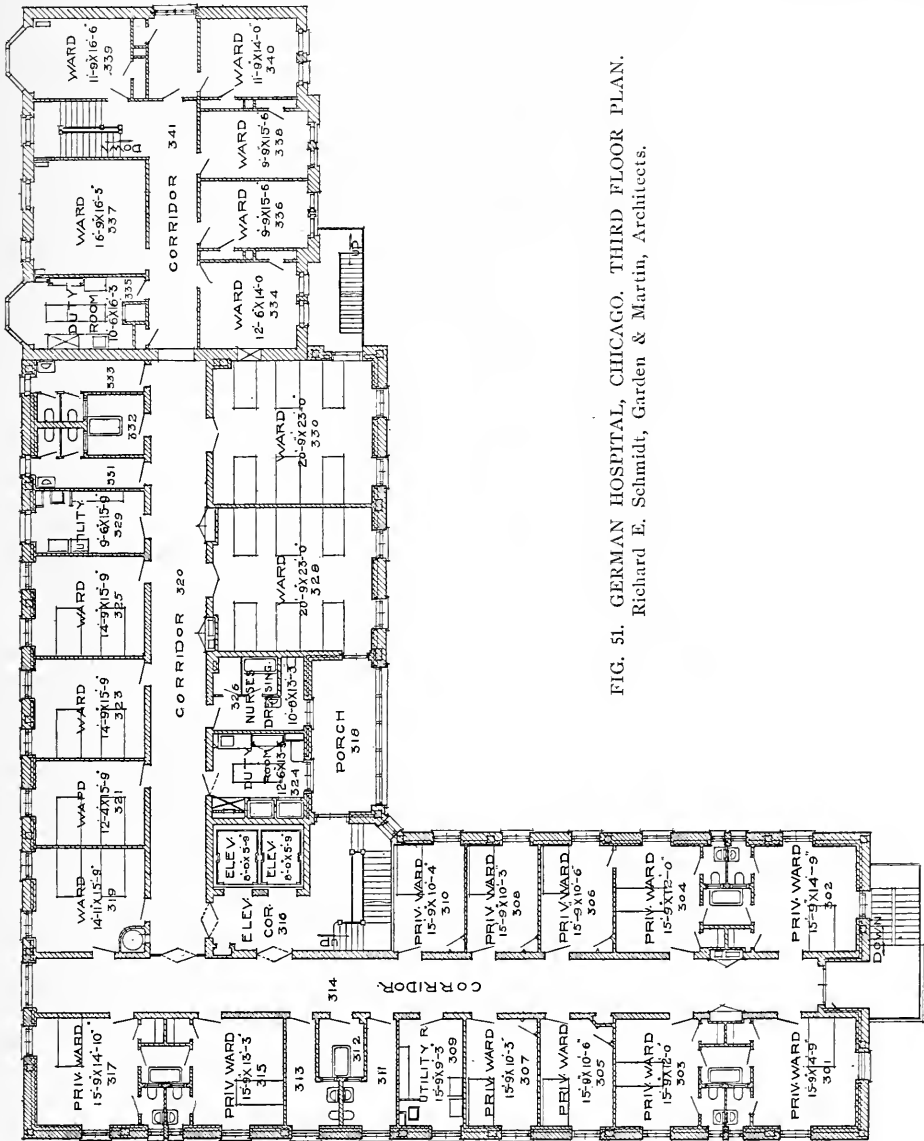 WARD
11-9X16-6
339
WARD
11-9X14-0
340
DOWN
341
WARD
9-9X15-6
338
WARD
16-9X16-5
337
CORRIDOR
WARD
9-9X15-6
336
UP
DUTY
ROOM
10-6X16-3
335
WARD
12-6X14-0
334
333
332
331
WARD
20-9X23-0
330
UTILITY
9-6X15-9
329
WARD
20-9X23-0
328
WARD
14-9X15-9
325
CORRIDOR 320
326
NURSES
DRESSING
10-6X13-3
WARD
14-9X15-9
323
DUTY
ROOM
12-6X13-3
324
PORCH
318
WARD
12-4X15-9
321
ELEV.
6-0X5-9
ELEV.
6-0X5-9
WARD
14-11X15-9
319
ELEV.
COR.
316
PRIV. WARD
15-9X10-4
310
PRIV. WARD
15-9X10-3
308
PRIV. WARD
15-9X10-6
306
PRIV. WARD
15-9X12-0
304
PRIV. WARD
15-9X14-9
302
DOWN
314
CORRIDOR
PRIV. WARD
15-9X14-10
317
PRIV. WARD
15-9X13-3
315
313
312
311
UTILITY R
15-9X9-3
309
PRIV. WARD
15-9X10-3
307
PRIV. WARD
15-9X10-6
305
PRIV. WARD
15-9X12-0
303
PRIV. WARD
15-9X14-9
301
FIG. 51. GERMAN HOSPITAL, CHICAGO. THIRD FLOOR PLAN.
Richard E. Schmidt, Garden & Martin, Architects.